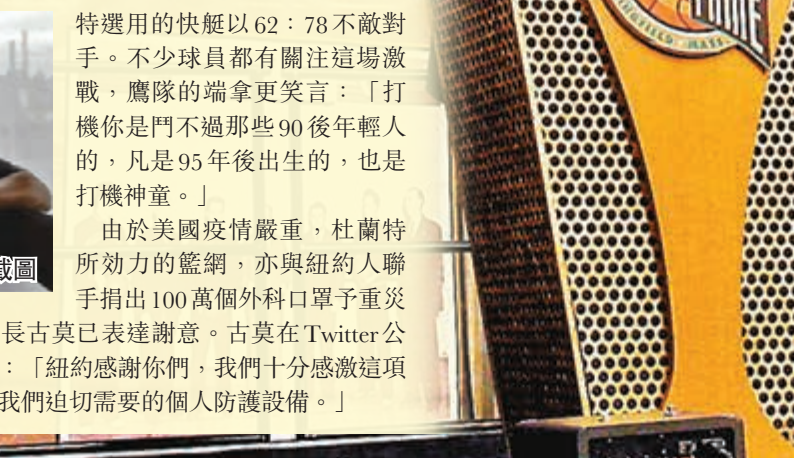 特選用的快艇以62：78不敵對
手。不少球員都有關注這場激
戰，鷹隊的端拿更笑言：「打
機你是鬥不過那些90後年輕人
的，凡是95年後出生的，也是
打機神童。」
由於美國疫情嚴重，杜蘭特
所効力的籃網，亦與紐約人聯
手捐出100萬個外科口罩予重災
長古莫已表達謝意。古莫在Twitter公
：「紐約感謝你們，我們十分感激這項
我們迫切需要的個人防護設備。」
截圖
MASS